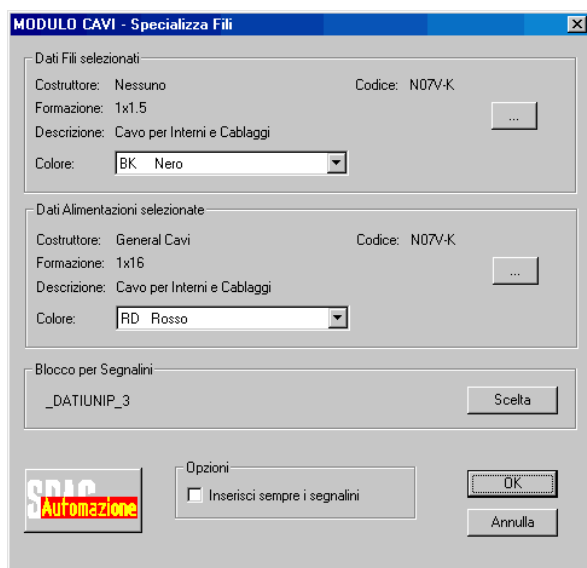 MODULO CAVI - Specializza Fili
Dati Fili selezionati
Costruttore: Nessuno Codice: N07V-K
Formazione: 1x1.5
...
Descrizione: Cavo per Interni e Cablaggi
Colore: BK Nero
Dati Alimentazioni selezionate
Costruttore: General Cavi Codice: N07V-K
Formazione: 1x16
...
Descrizione: Cavo per Interni e Cablaggi
Colore: RD Rosso
Blocco per Segnalini
_DATIUNIP_3 Scelta
SPAC
Automazione
Opzioni
Inserisci sempre i segnalini
OK
Annulla